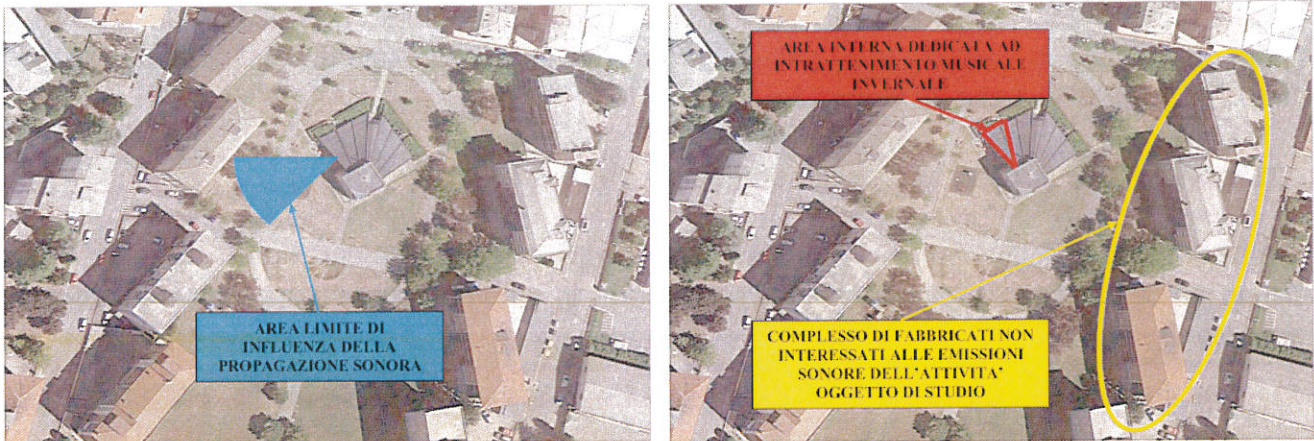 AREA LIMITE DI
INFLUENZA DELLA
PROPAGAZIONE SONORA
AREA INTERNA DEDICATA AD
INTRATTENIMENTO MUSICALE
INVERNALE
COMPLESSO DI FABBRICATI NON
INTERESSATI ALLE EMISSIONI
SONORE DELL'ATTIVITA'
OGGETTO DI STUDIO